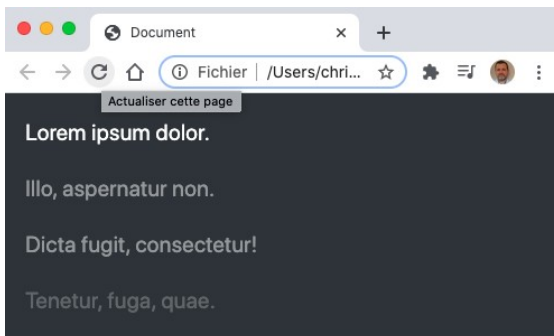 Document
Fichier | /Users/chri...
Actualiser cette page
Lorem ipsum dolor.
Illo, aspernatur non.
Dicta fugit, consectetur!
Tenetur, fuga, quae.